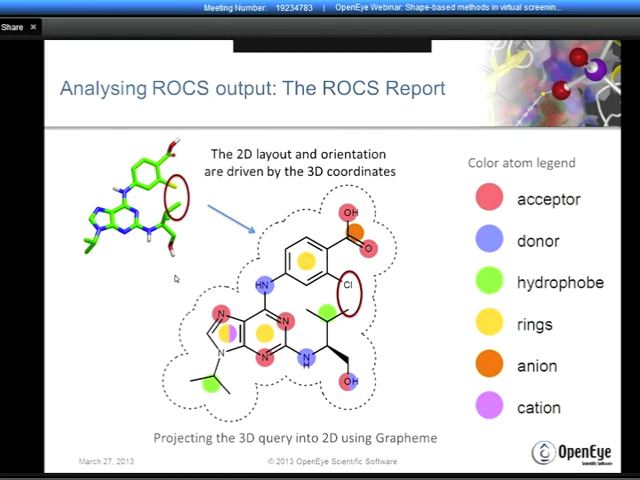 Meeting Number: 19234783 | OpenEye Webinar: Shape-based methods in virtual screenin...
Share ×
Analysing ROCS output: The ROCS Report
The 2D layout and orientation
are driven by the 3D coordinates
Color atom legend
acceptor
donor
hydrophobe
rings
anion
cation
OH
O
HN
Cl
N
N
N
N
N
H
OH
Projecting the 3D query into 2D using Grapheme
March 27, 2013
© 2013 OpenEye Scientific Software
OpenEye
Scientific Software